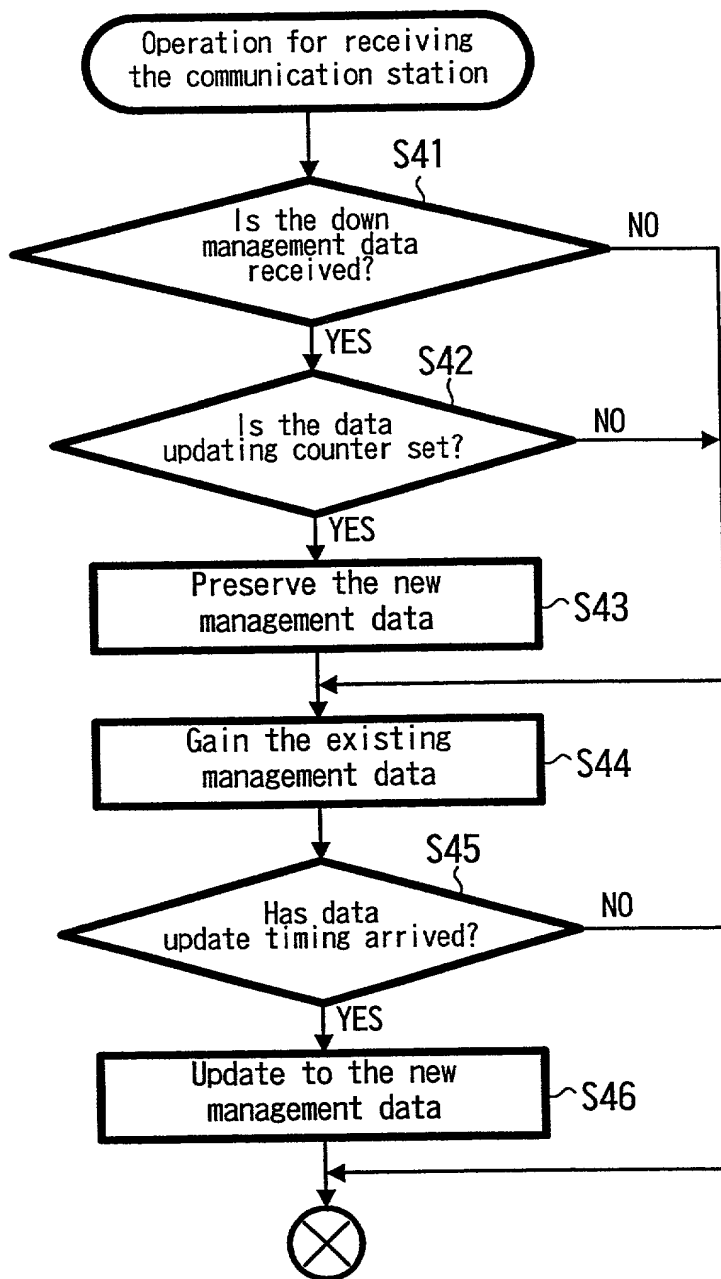 Operation for receiving
the communication station
S41
Is the down
management data
received?
NO
YES
S42
Is the data
updating counter set?
NO
YES
Preserve the new
management data
S43
Gain the existing
management data
S44
S45
Has data
update timing arrived?
NO
YES
Update to the new
management data
S46